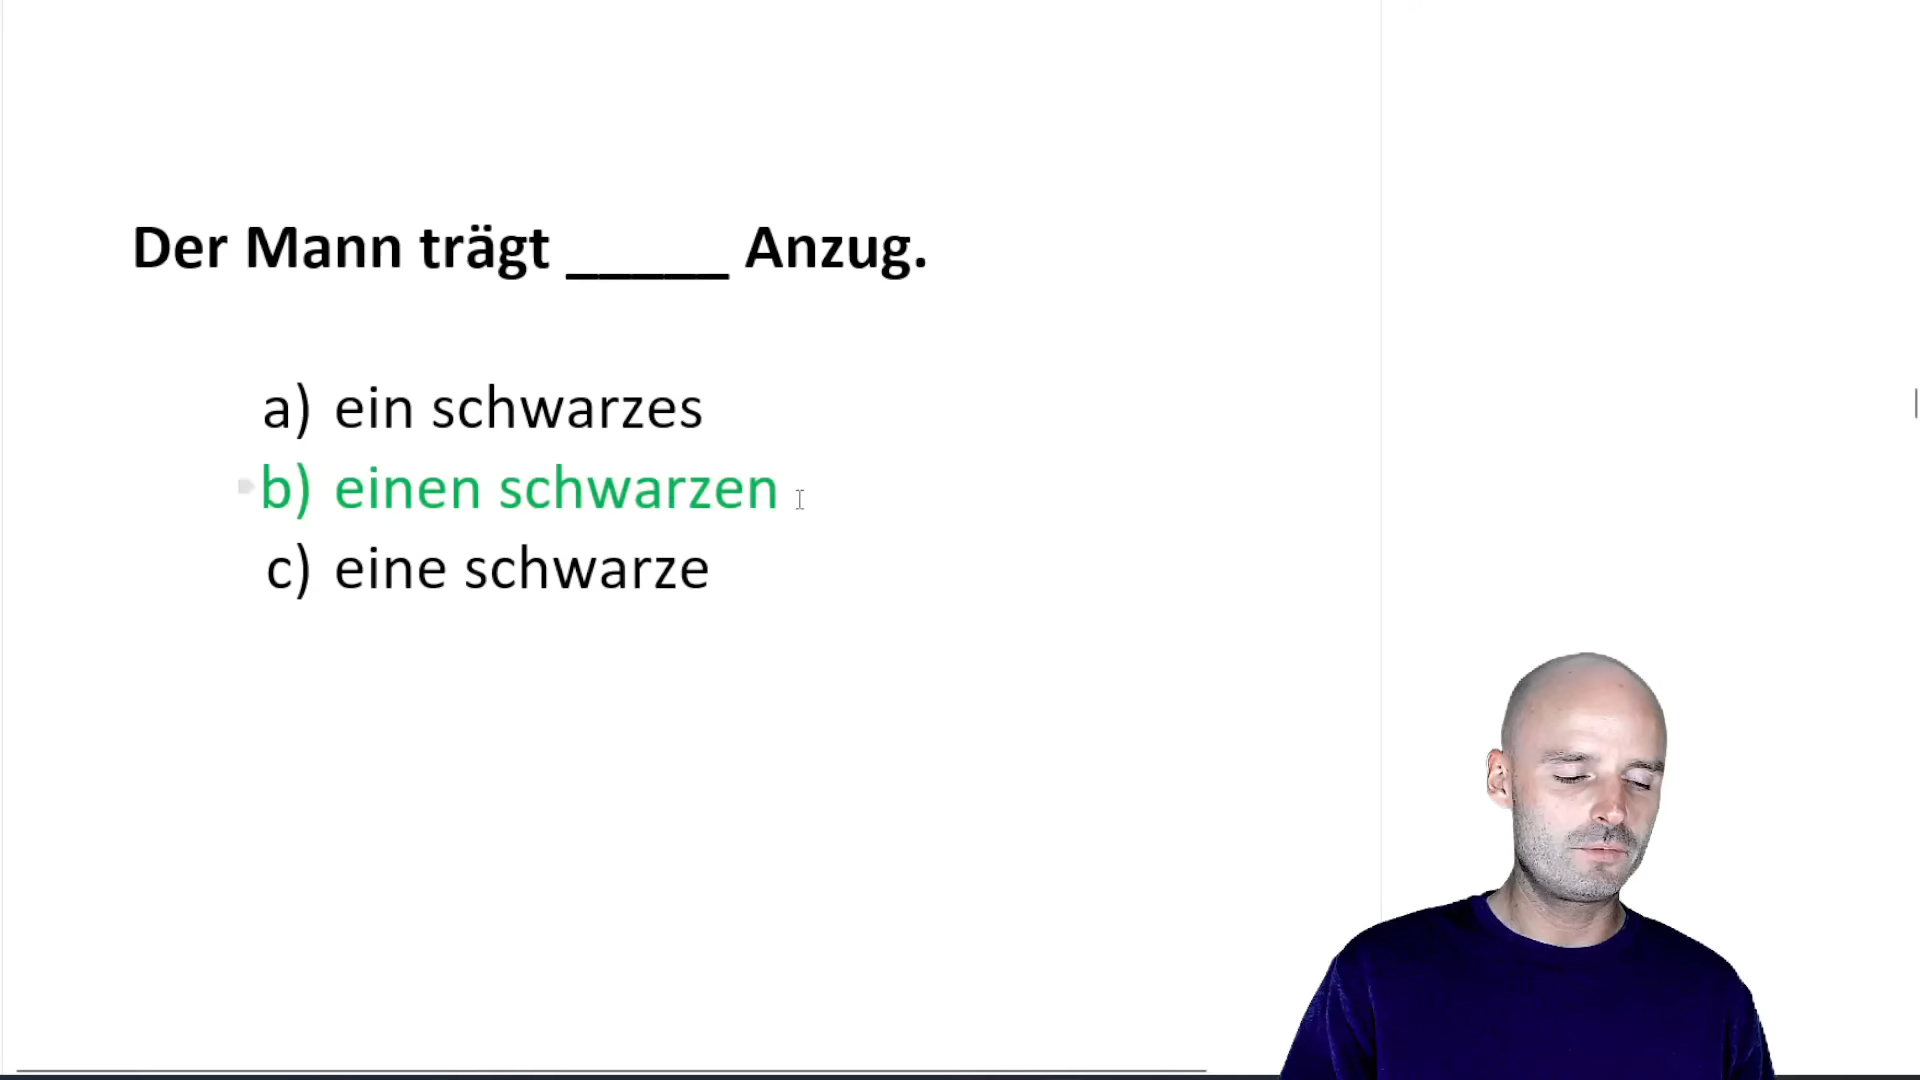 Der Mann trägt _____ Anzug.
a) ein schwarzes
b) einen schwarzen
c) eine schwarze